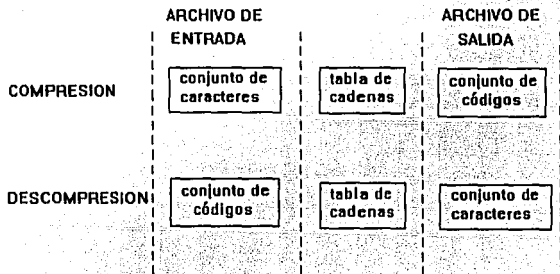 ARCHIVO DE ENTRADA
ARCHIVO DE SALIDA
COMPRESION
conjunto de caracteres
tabla de cadenas
conjunto de códigos
DESCOMPRESION
conjunto de códigos
tabla de cadenas
conjunto de caracteres